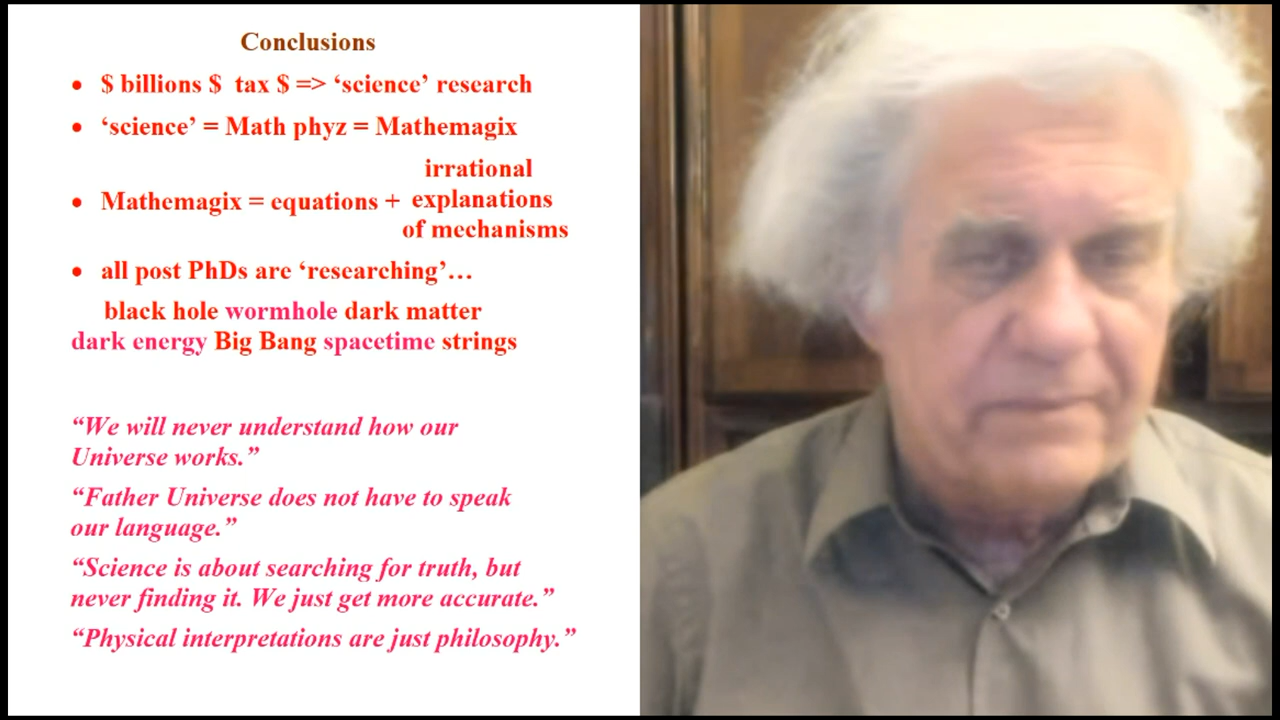 Conclusions
• $ billions $ tax $ => ‘science’ research
• ‘science’ = Math phyz = Mathemagix
irrational
• Mathemagix = equations + explanations
of mechanisms
• all post PhDs are ‘researching’…
black hole wormhole dark matter
dark energy Big Bang spacetime strings
“We will never understand how our
Universe works.”
“Father Universe does not have to speak
our language.”
“Science is about searching for truth, but
never finding it. We just get more accurate.”
“Physical interpretations are just philosophy.”